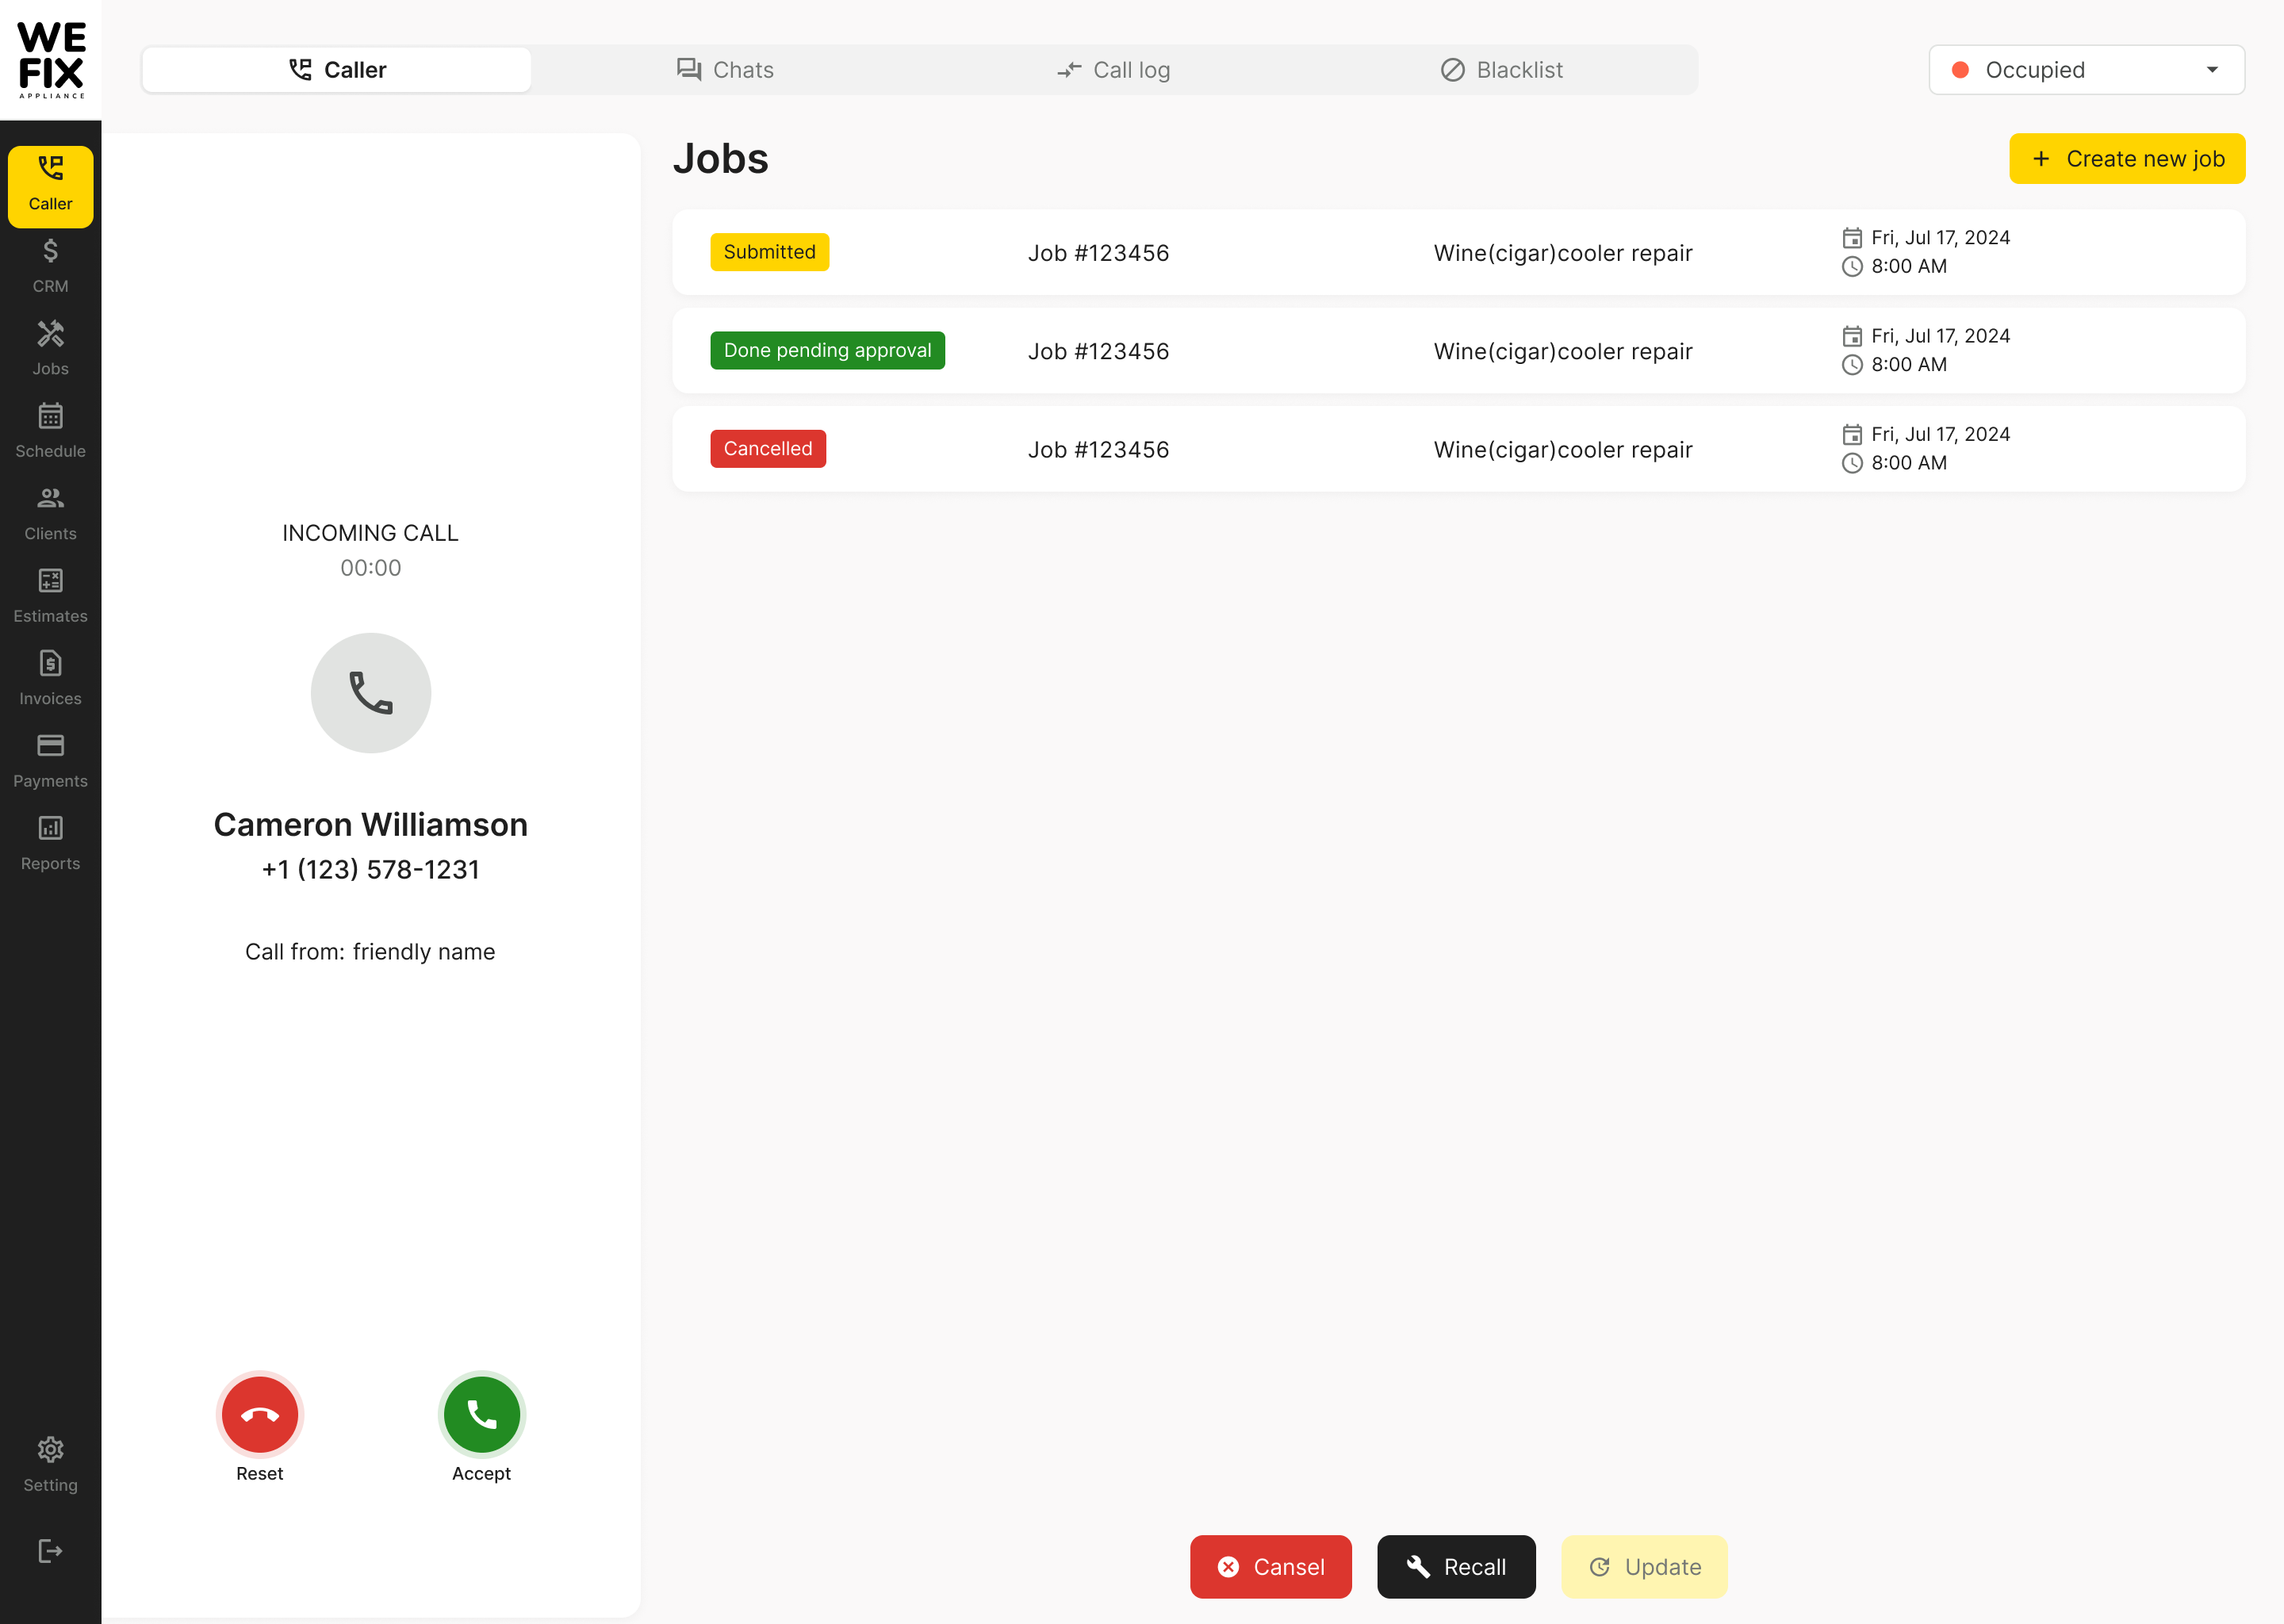 WE
FIX
APPLIANCE
Caller
CRM
Jobs
Schedule
Clients
Estimates
Invoices
Payments
Reports
Setting
Caller
Chats
Call log
Blacklist
Occupied
INCOMING CALL
00:00
Cameron Williamson
+1 (123) 578-1231
Call from: friendly name
Reset
Accept
Jobs
Create new job
Submitted
Job #123456
Wine(cigar)cooler repair
Fri, Jul 17, 2024
8:00 AM
Done pending approval
Job #123456
Wine(cigar)cooler repair
Fri, Jul 17, 2024
8:00 AM
Cancelled
Job #123456
Wine(cigar)cooler repair
Fri, Jul 17, 2024
8:00 AM
Cansel
Recall
Update